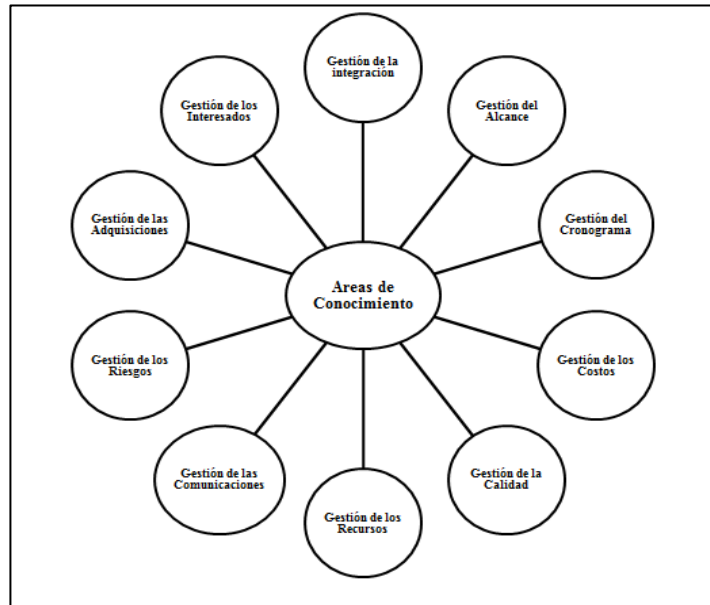 Gestión de la
integración
Gestión de los
Interesados
Gestión del
Alcance
Gestión de las
Adquisiciones
Gestión del
Cronograma
Areas de
Conocimiento
Gestión de los
Riesgos
Gestión de los
Costos
Gestión de las
Comunicaciones
Gestión de la
Calidad
Gestión de los
Recursos